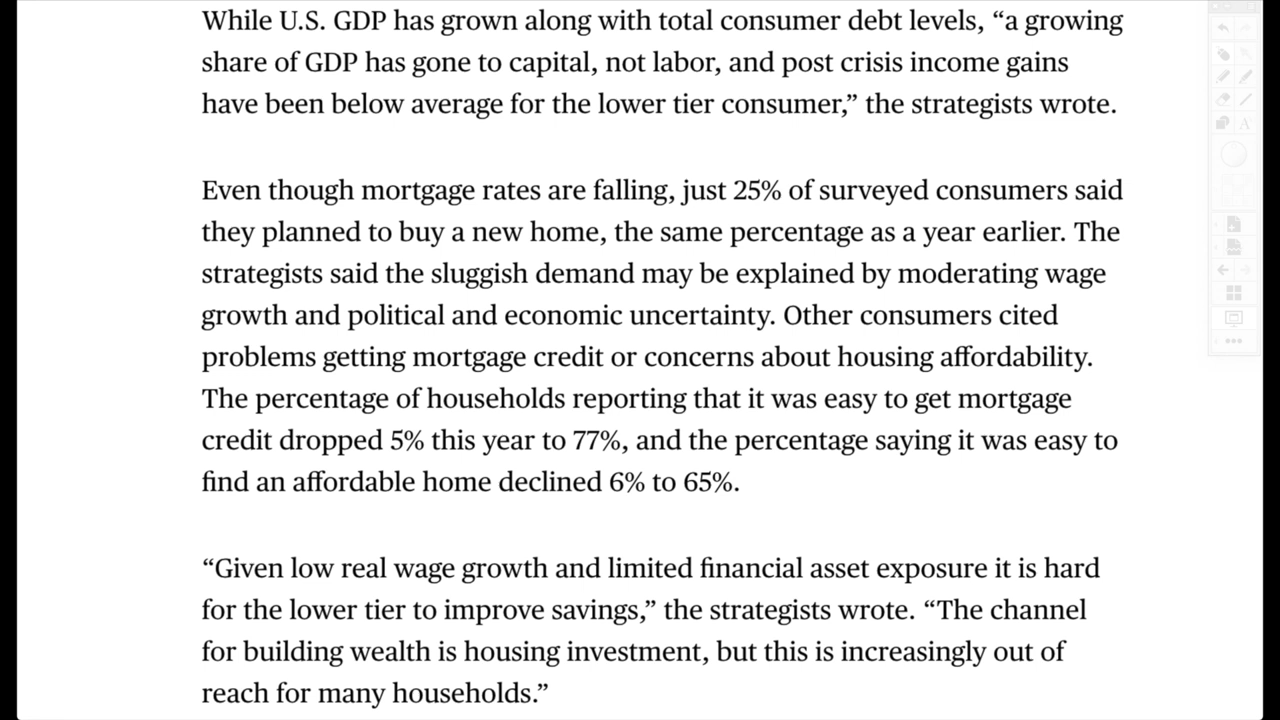 While U.S. GDP has grown along with total consumer debt levels, “a growing
share of GDP has gone to capital, not labor, and post crisis income gains
have been below average for the lower tier consumer,” the strategists wrote.
Even though mortgage rates are falling, just 25% of surveyed consumers said
they planned to buy a new home, the same percentage as a year earlier. The
strategists said the sluggish demand may be explained by moderating wage
growth and political and economic uncertainty. Other consumers cited
problems getting mortgage credit or concerns about housing affordability.
The percentage of households reporting that it was easy to get mortgage
credit dropped 5% this year to 77%, and the percentage saying it was easy to
find an affordable home declined 6% to 65%.
“Given low real wage growth and limited financial asset exposure it is hard
for the lower tier to improve savings,” the strategists wrote. “The channel
for building wealth is housing investment, but this is increasingly out of
reach for many households.”